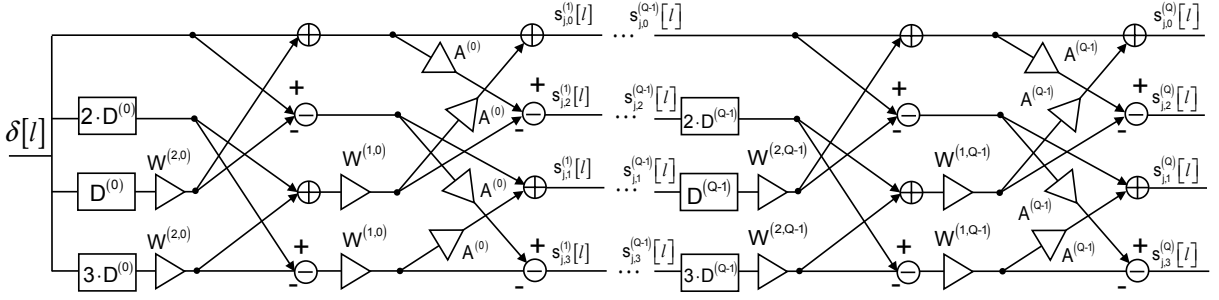 s_{j,0}^{(1)}[l] s_{j,0}^{(Q-1)}[l] s_{j,0}^{(Q)}[l]
+ + ... + +
A^{(0)} A^{(Q-1)}
+ + + +
2·D^{(0)} - - A^{(0)} - s_{j,2}^{(1)}[l] s_{j,2}^{(Q-1)}[l] 2·D^{(Q-1)} - - A^{(Q-1)} - s_{j,2}^{(Q)}[l]
- - ... - -
δ[l] W^{(2,0)} W^{(1,0)} W^{(2,Q-1)} W^{(1,Q-1)}
D^{(0)} + A^{(0)} + s_{j,1}^{(1)}[l] ... s_{j,1}^{(Q-1)}[l] D^{(Q-1)} + A^{(Q-1)} + s_{j,1}^{(Q)}[l]
W^{(2,0)} W^{(1,0)} A^{(0)} W^{(2,Q-1)} W^{(1,Q-1)} A^{(Q-1)}
+ + + +
3·D^{(0)} - - s_{j,3}^{(1)}[l] ... s_{j,3}^{(Q-1)}[l] 3·D^{(Q-1)} - - s_{j,3}^{(Q)}[l]
- - - -